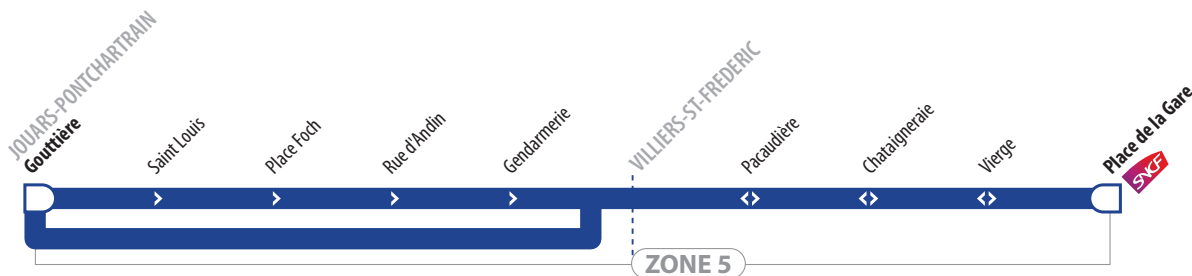 JOUARS-PONTCHARTRAIN
Gouttière
Saint Louis
Place Foch
Rue d'Andin
Gendarmerie
VILLIERS-ST-FREDERIC
Pacaudière
Chataigneraie
Vierge
Place de la Gare
SNCF
ZONE 5